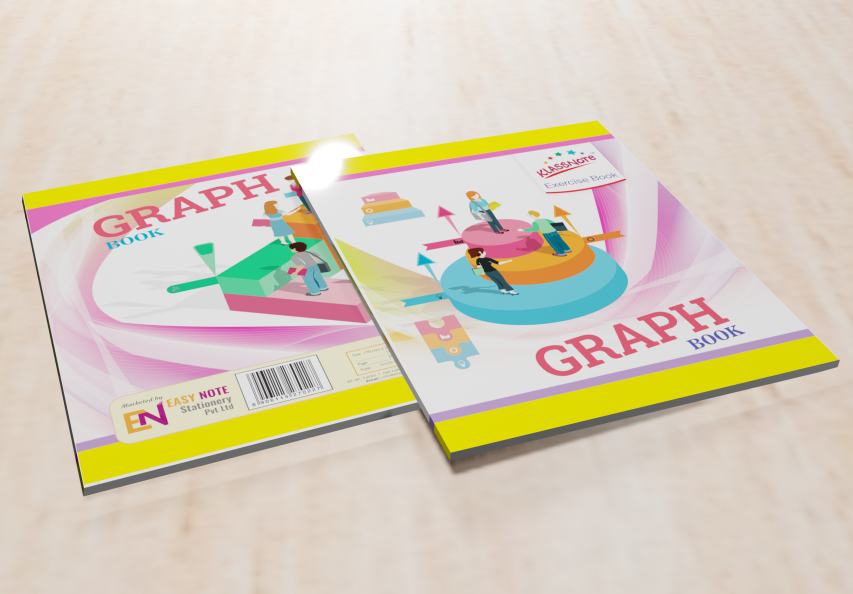 GRAPH
BOOK
Marketed by
EN
EASY NOTE
Stationery
Pvt Ltd
KlASSNOTe
Exercise Book
GRAPH
BOOK